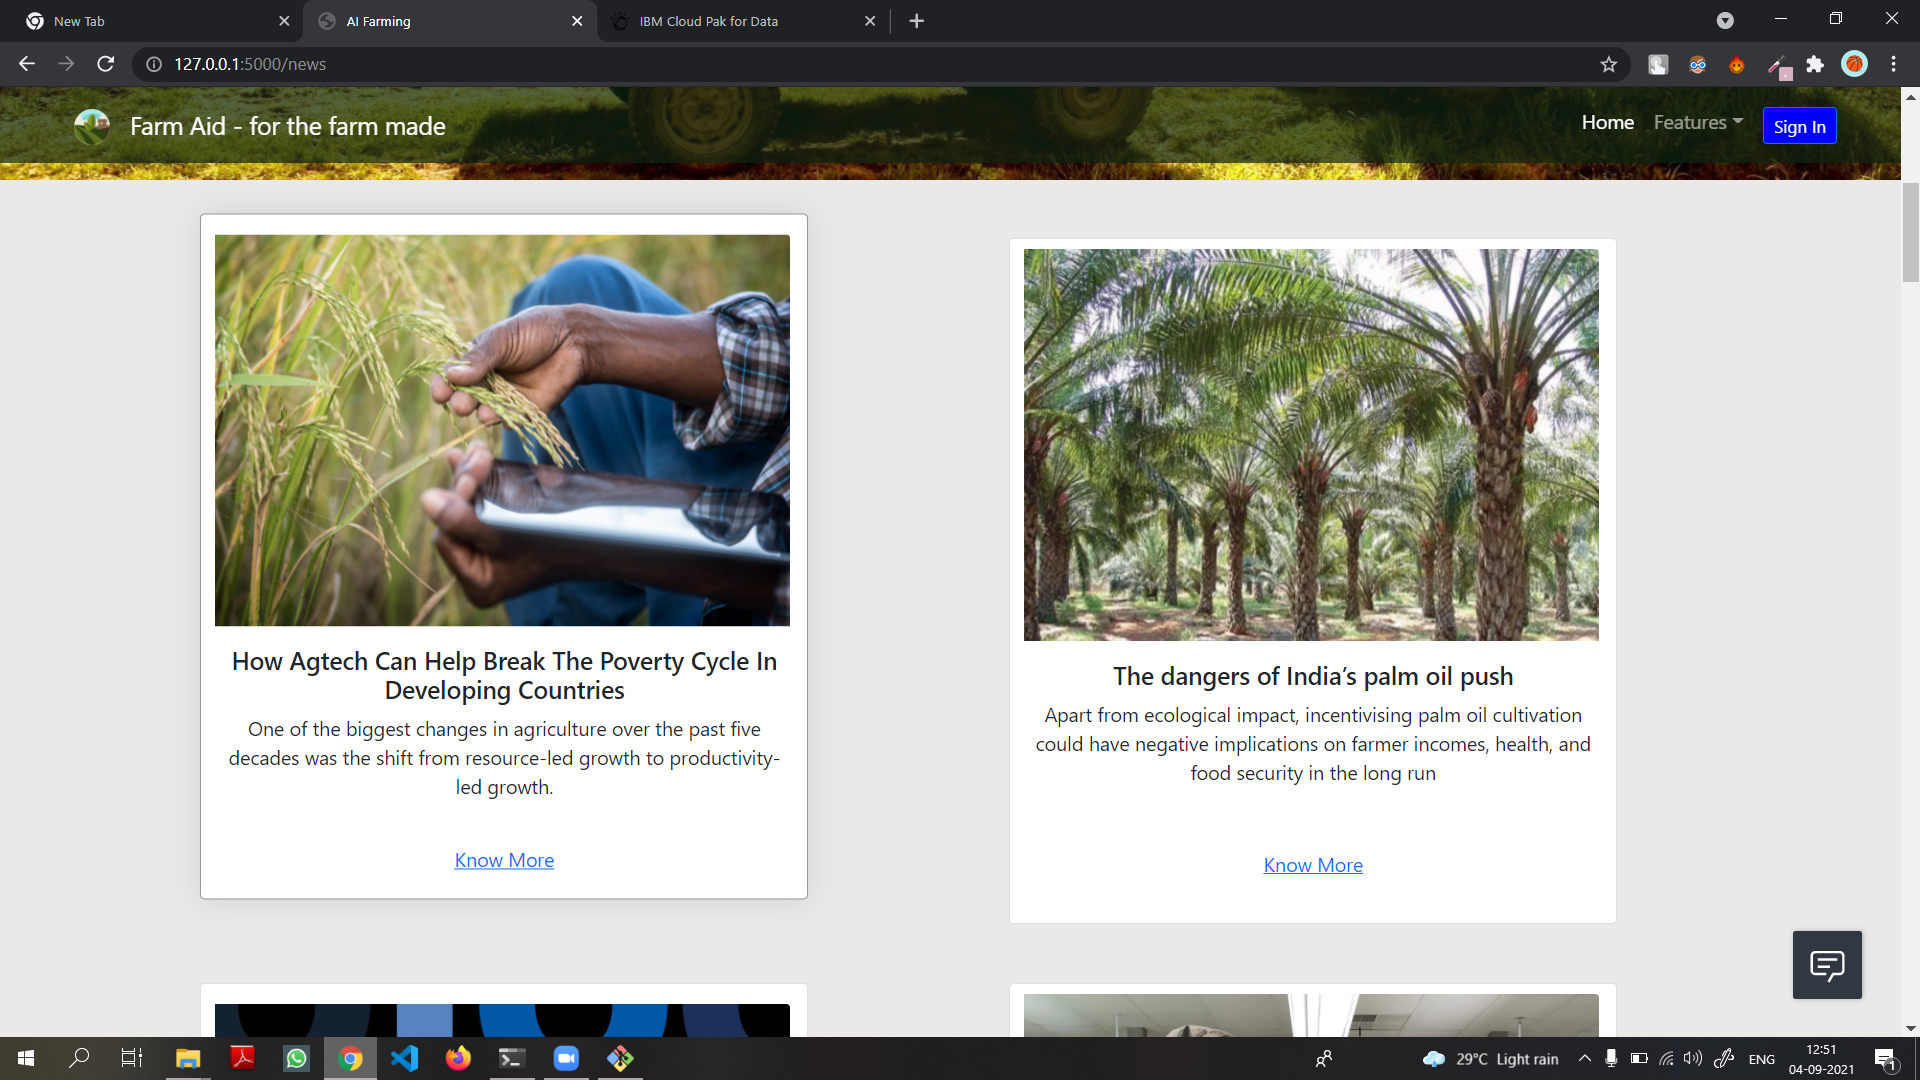 New Tab
AI Farming
IBM Cloud Pak for Data
127.0.0.1:5000/news
Farm Aid - for the farm made
Home
Features
Sign In
How Agtech Can Help Break The Poverty Cycle In
Developing Countries
One of the biggest changes in agriculture over the past five
decades was the shift from resource-led growth to productivity-
led growth.
Know More
The dangers of India’s palm oil push
Apart from ecological impact, incentivising palm oil cultivation
could have negative implications on farmer incomes, health, and
food security in the long run
Know More
29°C Light rain
ENG
12:51
04-09-2021
1